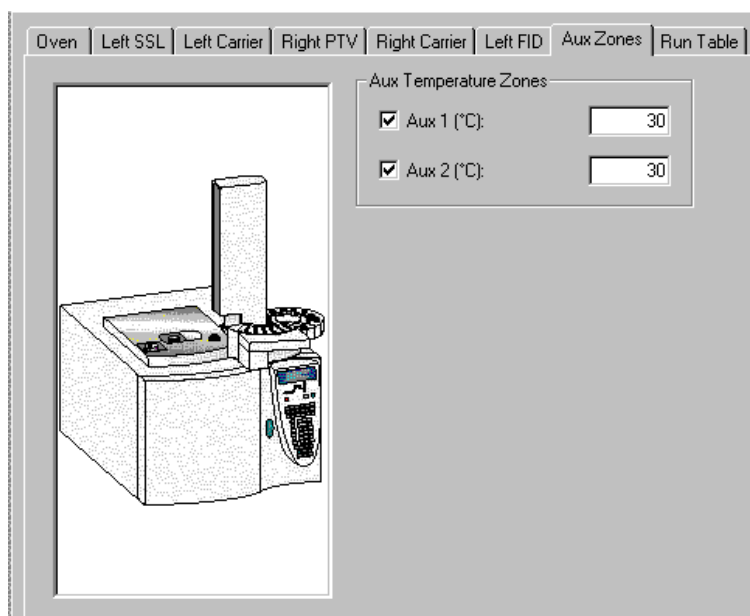 Oven Left SSL Left Carrier Right PTV Right Carrier Left FID Aux Zones Run Table
Aux Temperature Zones
Aux 1 (°C): 30
Aux 2 (°C): 30